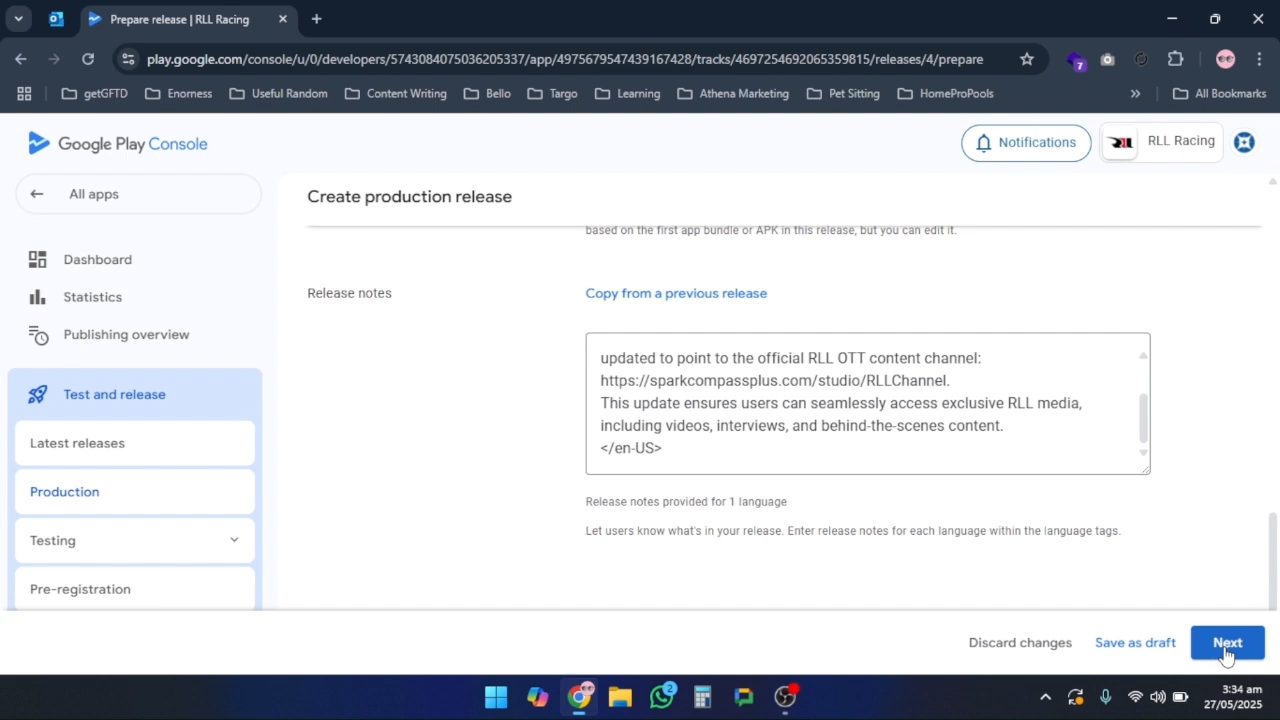 Prepare release | RLL Racing
play.google.com/console/u/0/developers/5743084075036205337/app/4975679547439167428/tracks/4697254692065359815/releases/4/prepare
7
getGFTD
Enorness
Useful Random
Content Writing
Bello
Targo
Learning
Athena Marketing
Pet Sitting
HomeProPools
»
All Bookmarks
Google Play Console
Notifications
RLL Racing
All apps
Create production release
Dashboard
Statistics
Publishing overview
Test and release
Latest releases
Production
Testing
Pre-registration
based on the first app bundle or APK in this release, but you can edit it.
Release notes
Copy from a previous release
updated to point to the official RLL OTT content channel:
https://sparkcompassplus.com/studio/RLLChannel.
This update ensures users can seamlessly access exclusive RLL media,
including videos, interviews, and behind-the-scenes content.
</en-US>
Release notes provided for 1 language
Let users know what's in your release. Enter release notes for each language within the language tags.
Discard changes
Save as draft
Next
2
3:34 am
27/05/2025